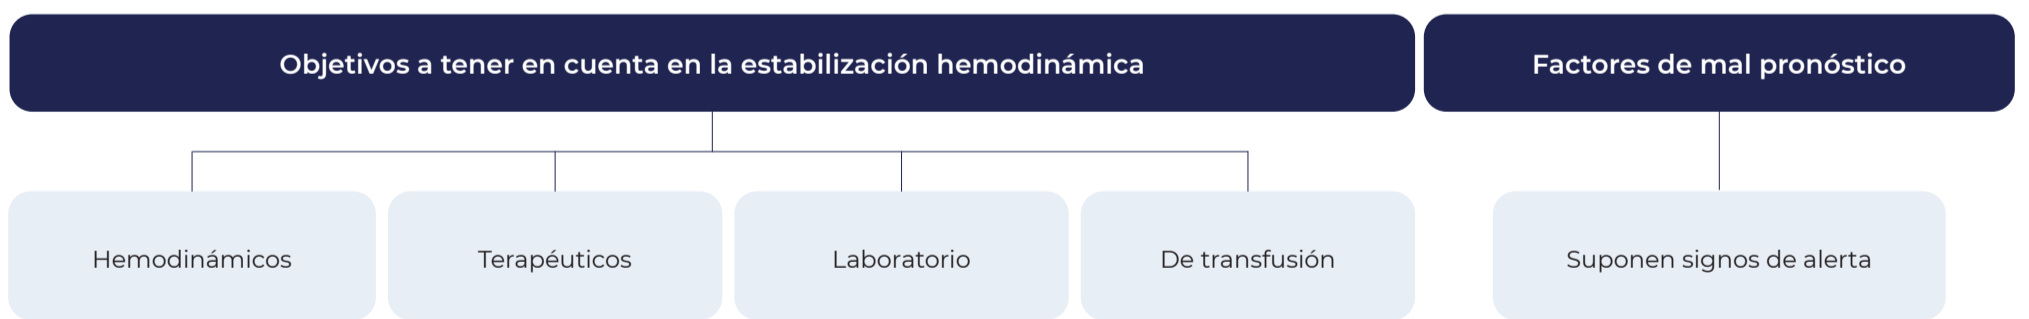 Objetivos a tener en cuenta en la estabilización hemodinámica
Factores de mal pronóstico
Hemodinámicos
Terapéuticos
Laboratorio
De transfusión
Suponen signos de alerta